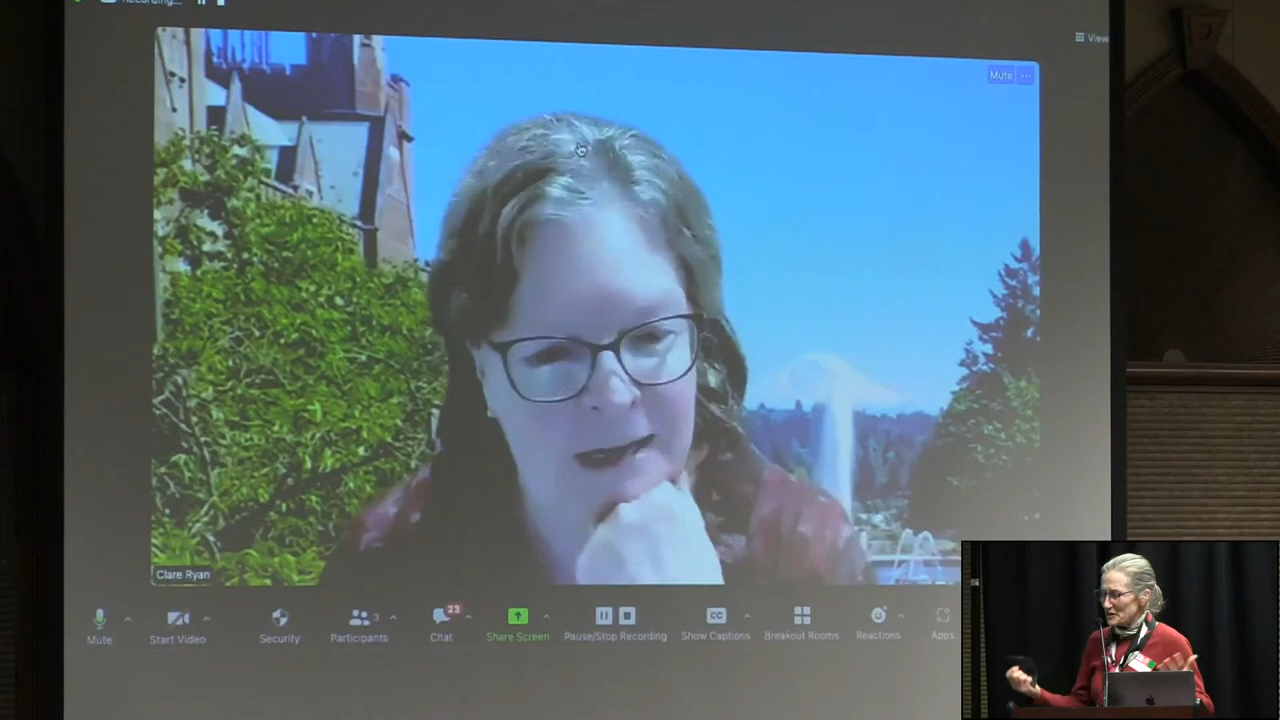 Recording...
View
Mute
Clare Ryan
23
3
Mute
Start Video
Security
Participants
Chat
Share Screen
Pause/Stop Recording
CC
Show Captions
Breakout Rooms
Reactions
Apps